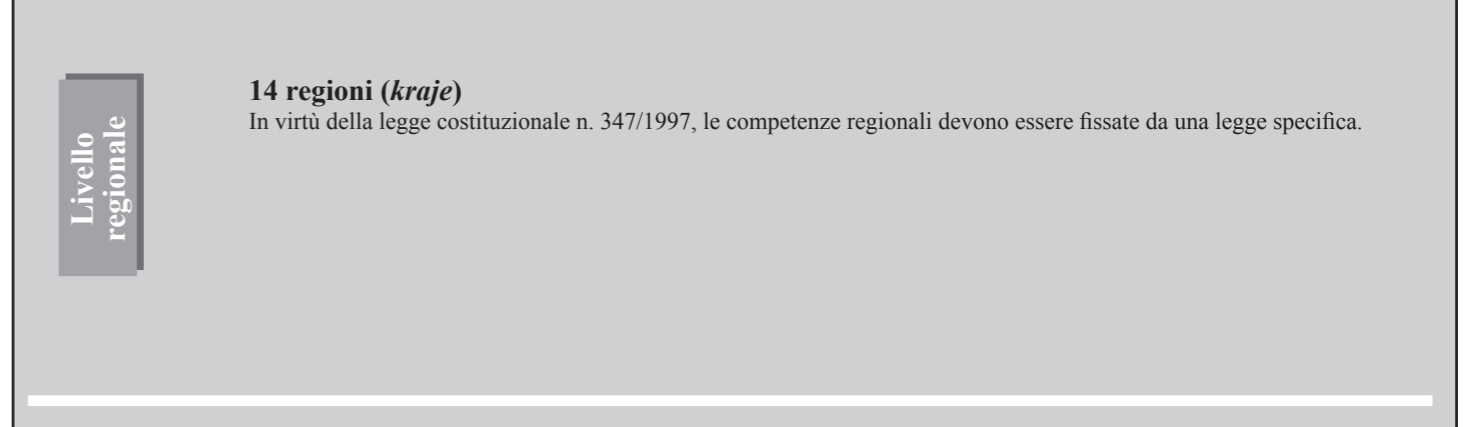 Livello
regionale
14 regioni (kraje)
In virtù della legge costituzionale n. 347/1997, le competenze regionali devono essere fissate da una legge specifica.